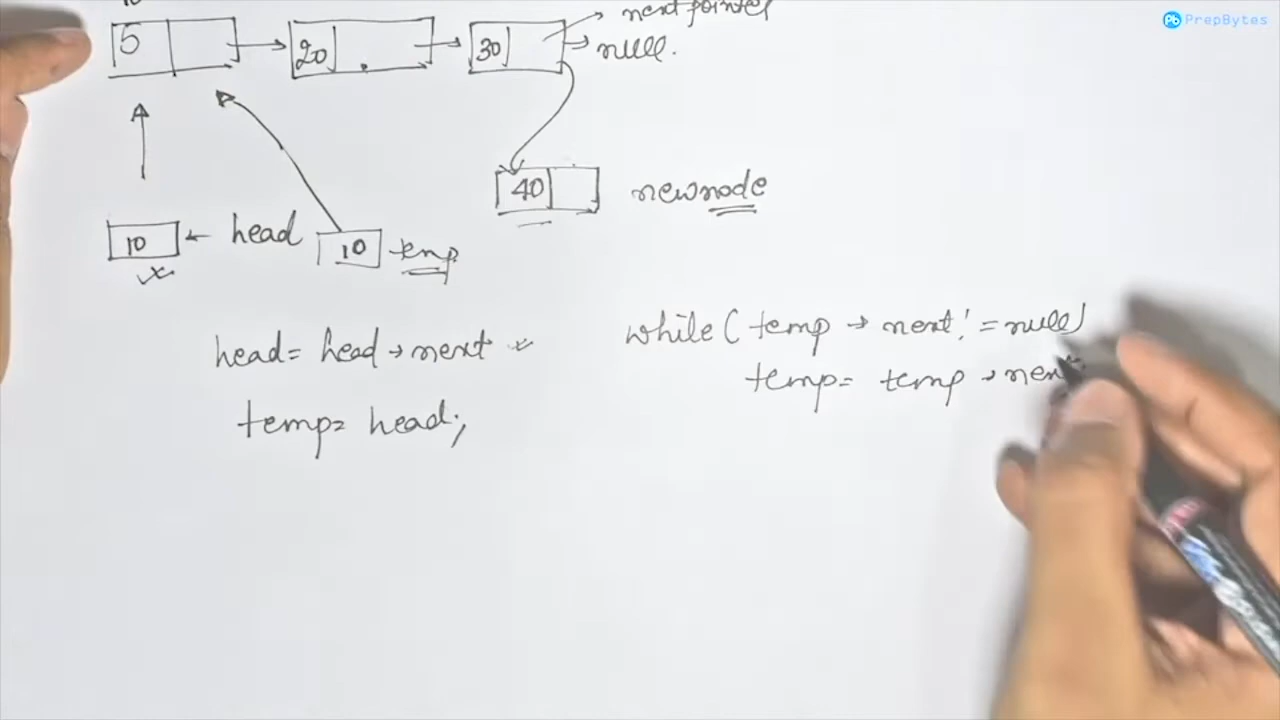 next pointer
PrepBytes
5
20
30
null.
40
newnode
10
head
10
temp
head= head→next
while( temp → next! = null)
temp= temp → next
temp= head;